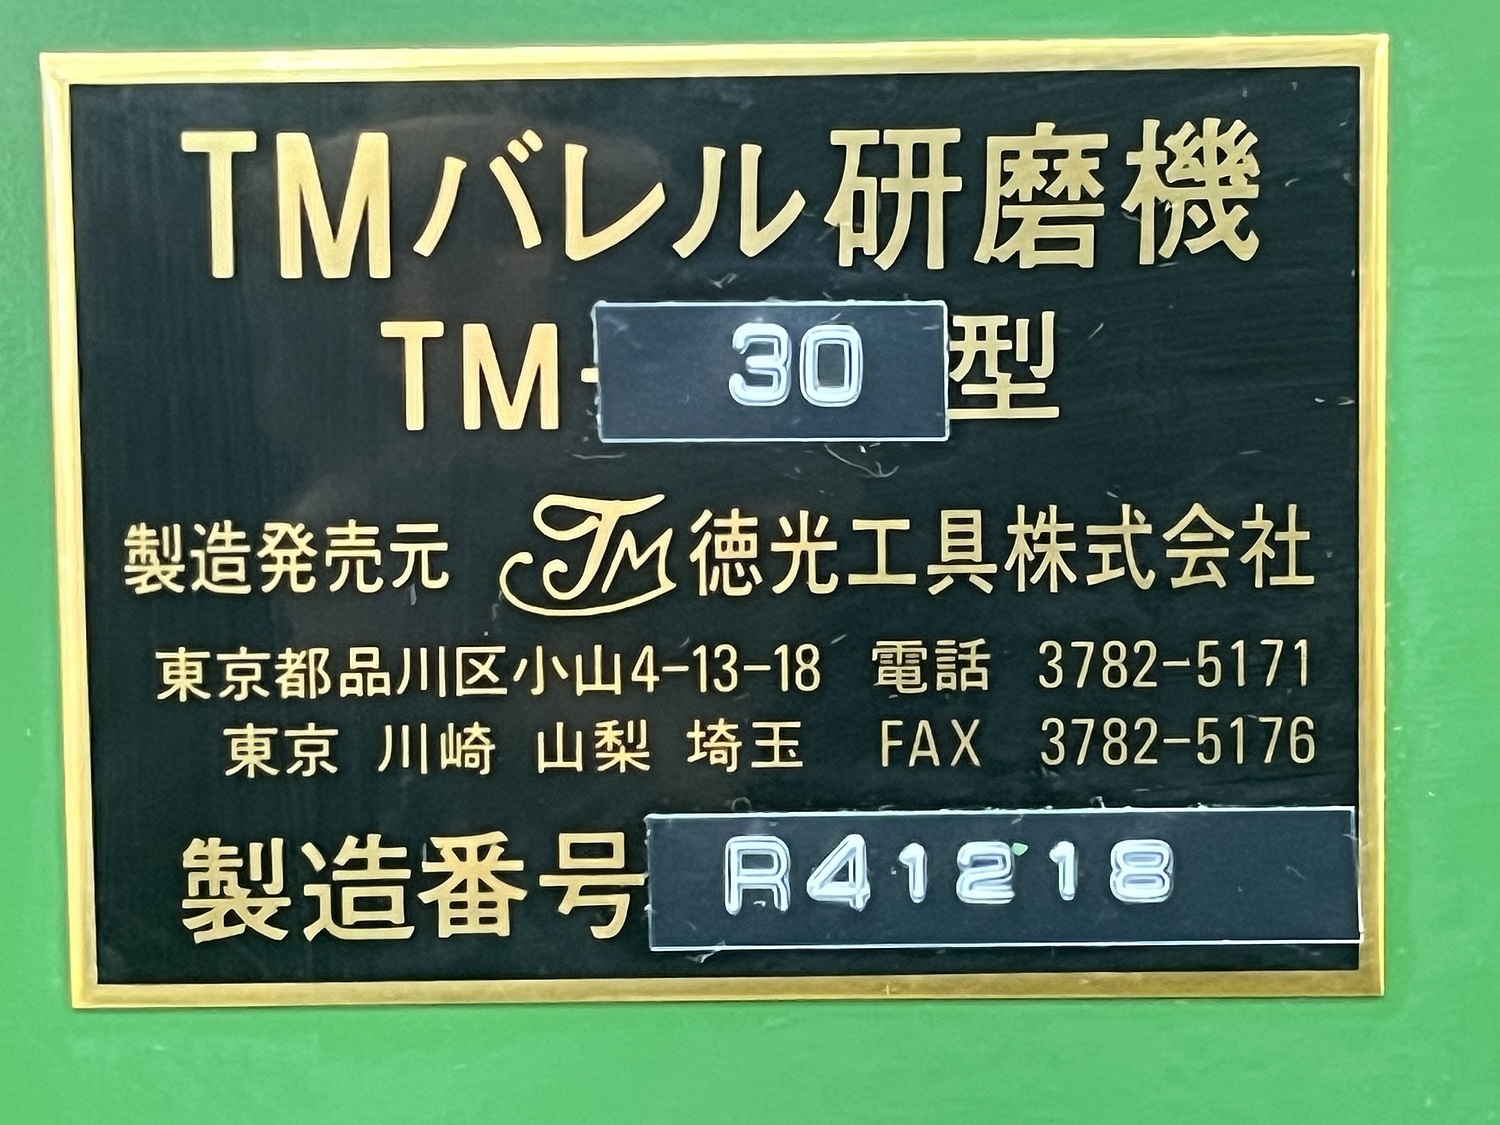 TMバレル研磨機
TM-30型
製造発売元 TM 徳光工具株式会社
東京都品川区小山4-13-18 電話 3782-5171
東京 川崎 山梨 埼玉 FAX 3782-5176
製造番号 R41218